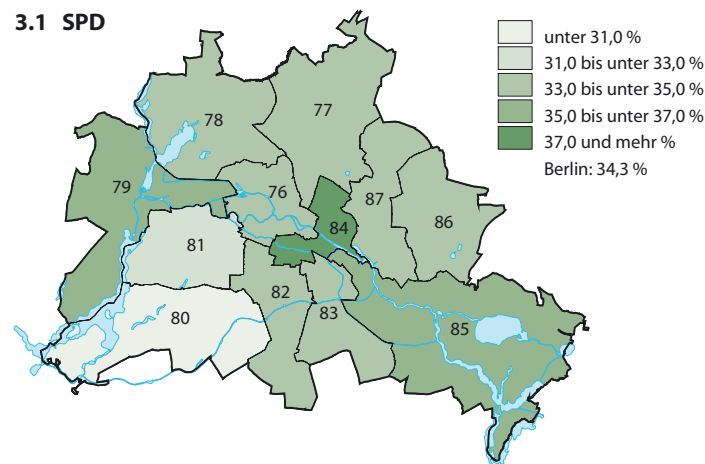 3.1 SPD
unter 31,0 %
31,0 bis unter 33,0 %
33,0 bis unter 35,0 %
35,0 bis unter 37,0 %
37,0 und mehr %
Berlin: 34,3 %
77
78
79
76
87
86
84
81
82
83
80
85